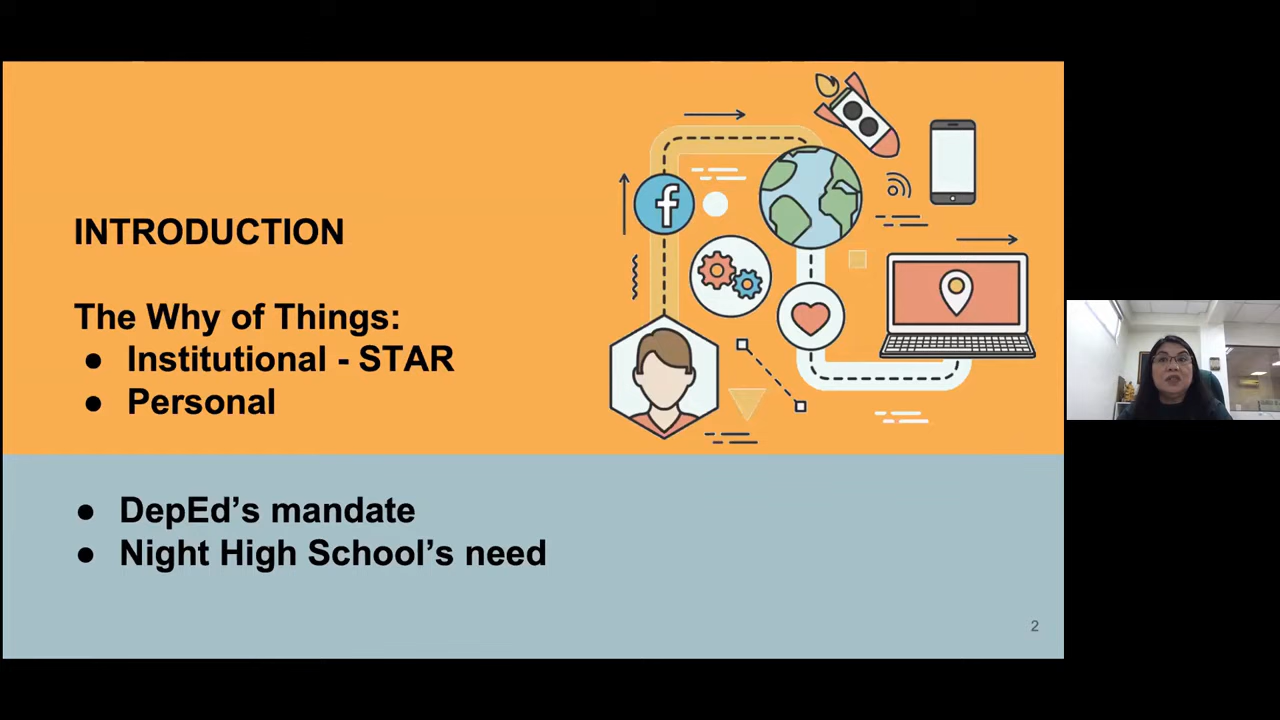 INTRODUCTION
The Why of Things:
● Institutional - STAR
● Personal
● DepEd’s mandate
● Night High School’s need
2